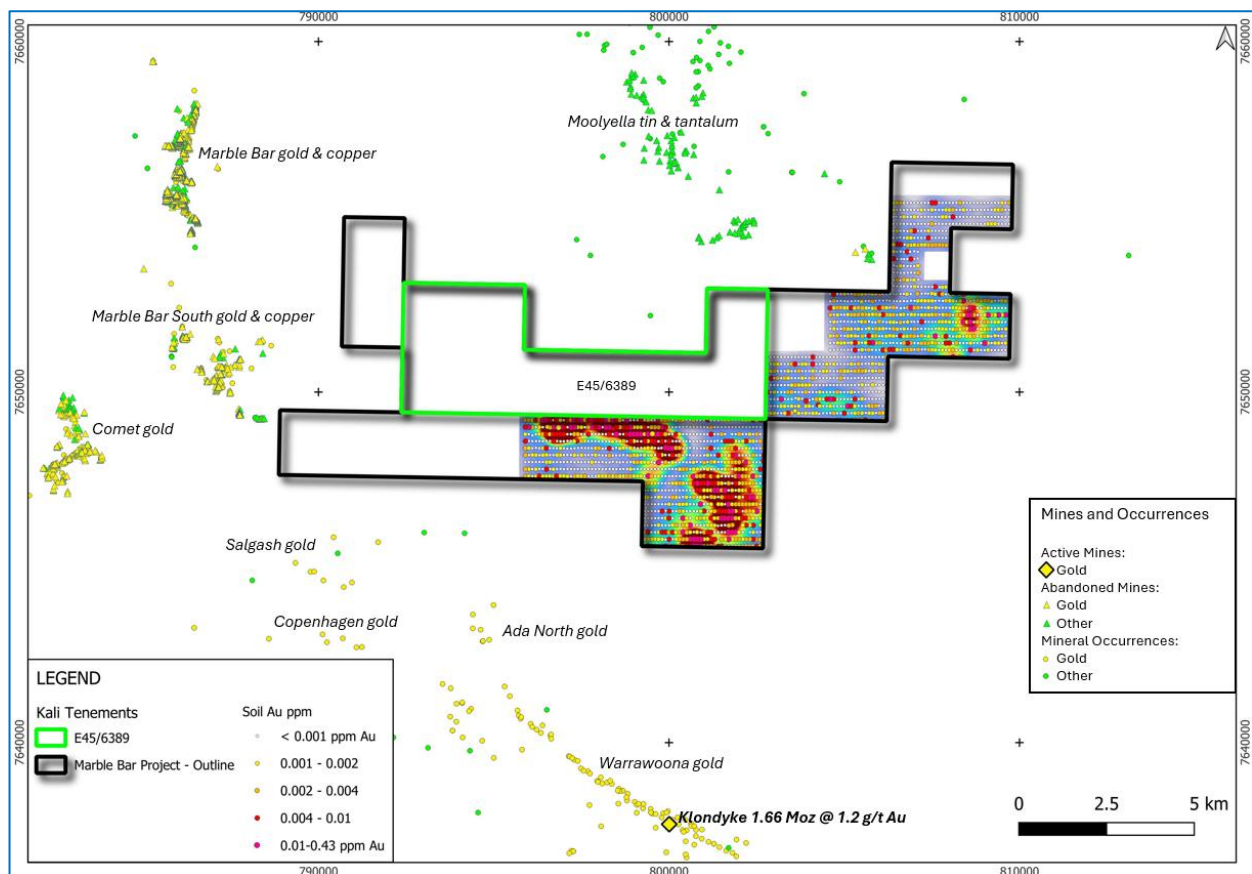 790000
800000
810000
7660000
7660000
Moolyella tin & tantalum
Marble Bar gold & copper
Marble Bar South gold & copper
E45/6389
7650000
7650000
Comet gold
Mines and Occurrences
Active Mines:
Gold
Abandoned Mines:
Gold
Other
Mineral Occurrences:
Gold
Other
Salgash gold
Copenhagen gold
Ada North gold
LEGEND
Kali Tenements
E45/6389
Marble Bar Project - Outline
Soil Au ppm
< 0.001 ppm Au
0.001 - 0.002
0.002 - 0.004
0.004 - 0.01
0.01-0.43 ppm Au
7640000
7640000
Warrawoona gold
Klondyke 1.66 Moz @ 1.2 g/t Au
0 2.5 5 km
790000
800000
810000